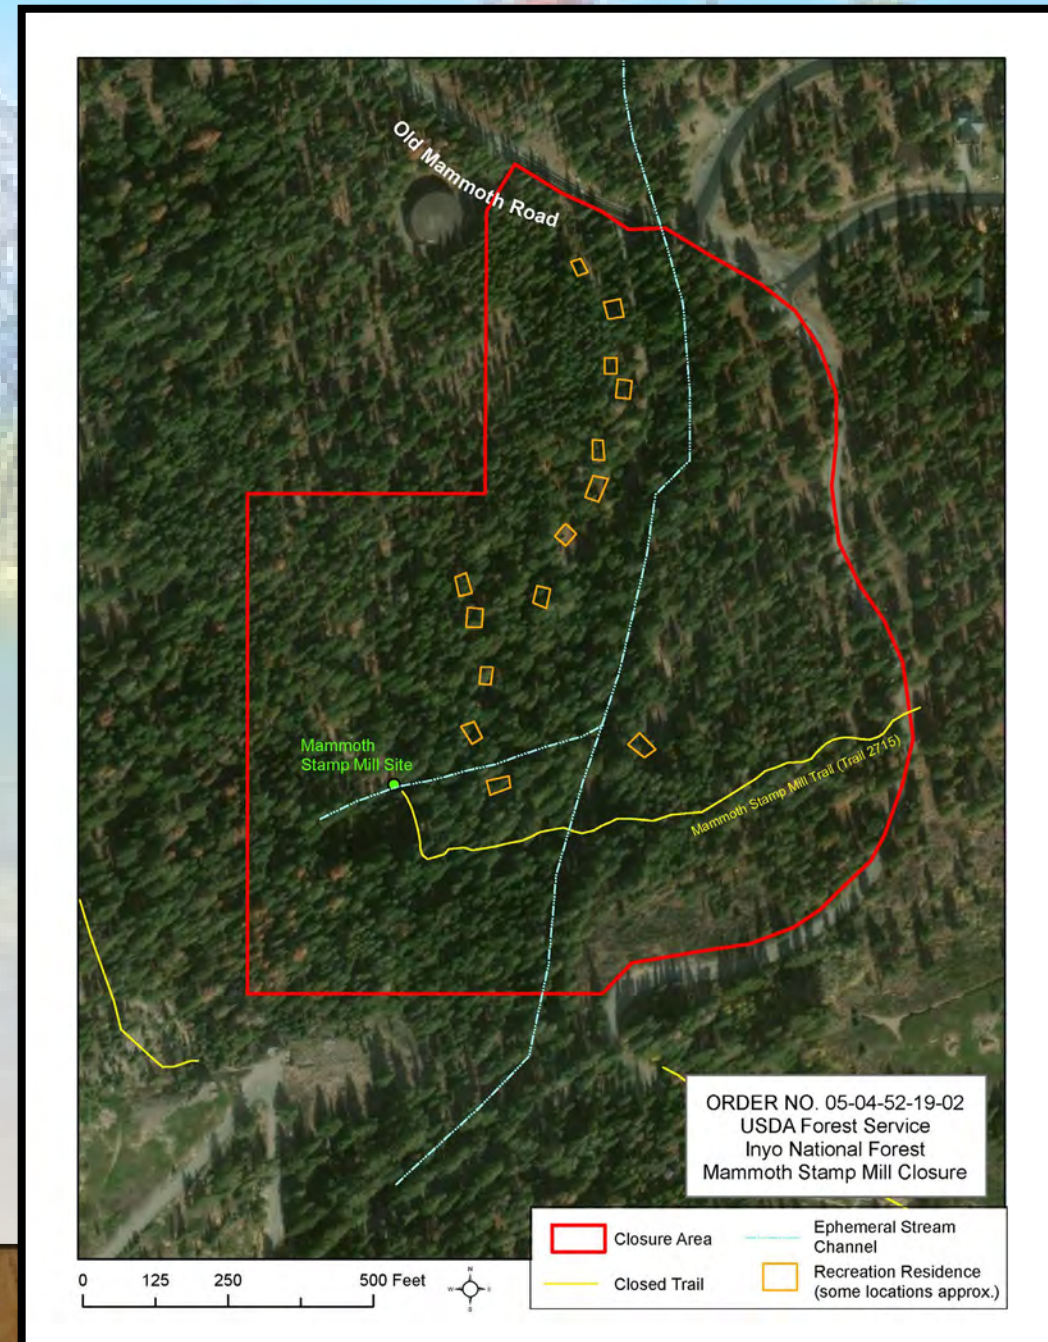 Old Mammoth Road
Mammoth
Stamp Mill Site
Mammoth Stamp Mill Trail (Trail 2715)
ORDER NO. 05-04-52-19-02
USDA Forest Service
Inyo National Forest
Mammoth Stamp Mill Closure
Closure Area
Ephemeral Stream
Channel
Closed Trail
Recreation Residence
(some locations approx.)
0 125 250 500 Feet
N
W E
S